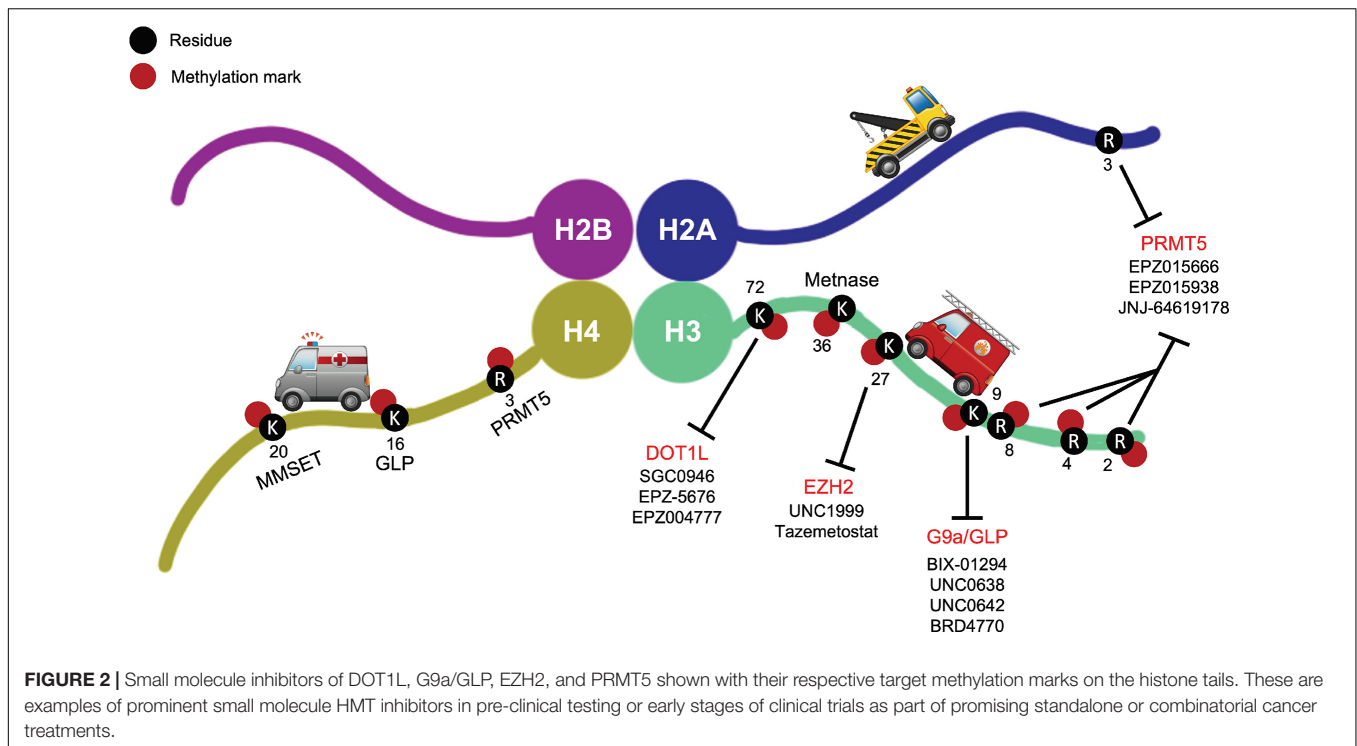 Residue
Methylation mark
R
3
PRMT5
EPZ015666
EPZ015938
JNJ-64619178
H2B
H2A
H4
H3
72
K
Metnase
K
36
K
27
9
K
R
8
R
4
R
2
R
3
PRMT5
K
16
GLP
K
20
MMSET
DOT1L
SGC0946
EPZ-5676
EPZ004777
EZH2
UNC1999
Tazemetostat
G9a/GLP
BIX-01294
UNC0638
UNC0642
BRD4770
FIGURE 2 | Small molecule inhibitors of DOT1L, G9a/GLP, EZH2, and PRMT5 shown with their respective target methylation marks on the histone tails. These are
examples of prominent small molecule HMT inhibitors in pre-clinical testing or early stages of clinical trials as part of promising standalone or combinatorial cancer
treatments.